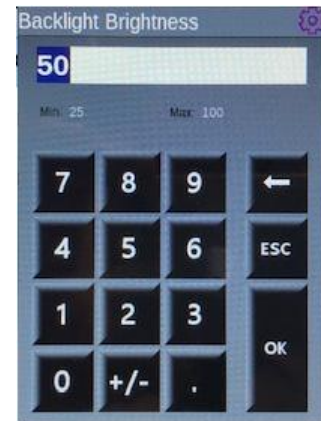 Backlight Brightness
50
Min: 25 Max: 100
7 8 9
4 5 6 ESC
1 2 3
0 +/- . OK